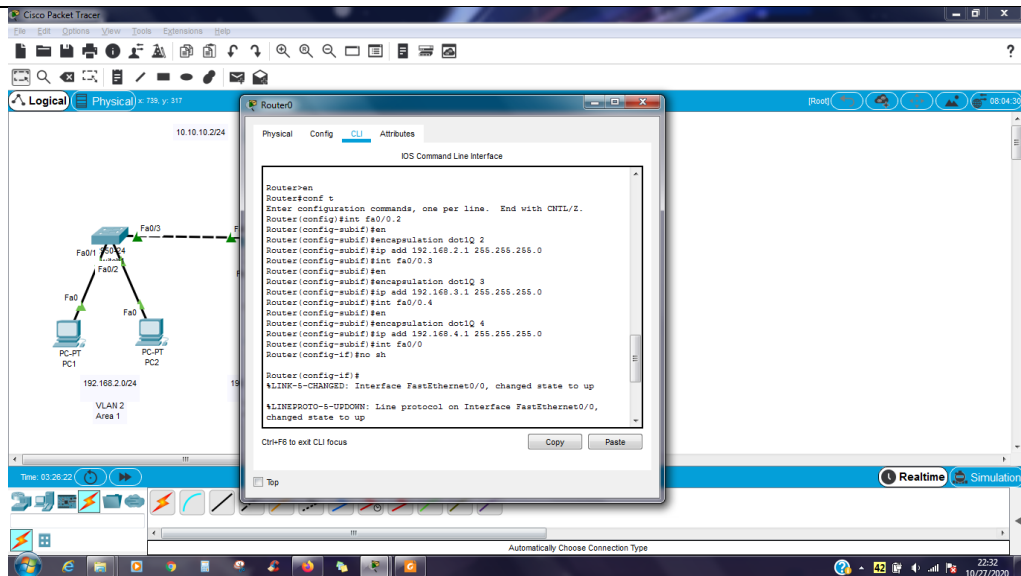 Cisco Packet Tracer
File Edit Options View Tools Extensions Help
?
Logical
Physical
x: 739, y: 317
[Root]
08:04:30
10.10.10.2/24
Fa0/3
Fa0/1
Fa0/2
Fa0
Fa0
PC-PT
PC1
PC-PT
PC2
192.168.2.0/24
19
VLAN 2
Area 1
Router0
Physical Config CLI Attributes
IOS Command Line Interface
Router>en
Router#conf t
Enter configuration commands, one per line. End with CNTL/Z.
Router(config)#int fa0/0.2
Router(config-subif)#en
Router(config-subif)#encapsulation dot1Q 2
Router(config-subif)#ip add 192.168.2.1 255.255.255.0
Router(config-subif)#int fa0/0.3
Router(config-subif)#en
Router(config-subif)#encapsulation dot1Q 3
Router(config-subif)#ip add 192.168.3.1 255.255.255.0
Router(config-subif)#int fa0/0.4
Router(config-subif)#en
Router(config-subif)#encapsulation dot1Q 4
Router(config-subif)#ip add 192.168.4.1 255.255.255.0
Router(config-subif)#int fa0/0
Router(config-if)#no sh
Router(config-if)#
%LINK-5-CHANGED: Interface FastEthernet0/0, changed state to up
%LINEPROTO-5-UPDOWN: Line protocol on Interface FastEthernet0/0,
changed state to up
Ctrl+F6 to exit CLI focus
Copy
Paste
Top
Time: 03:26:22
Realtime
Simulation
Automatically Choose Connection Type
42
22:32
10/27/2020